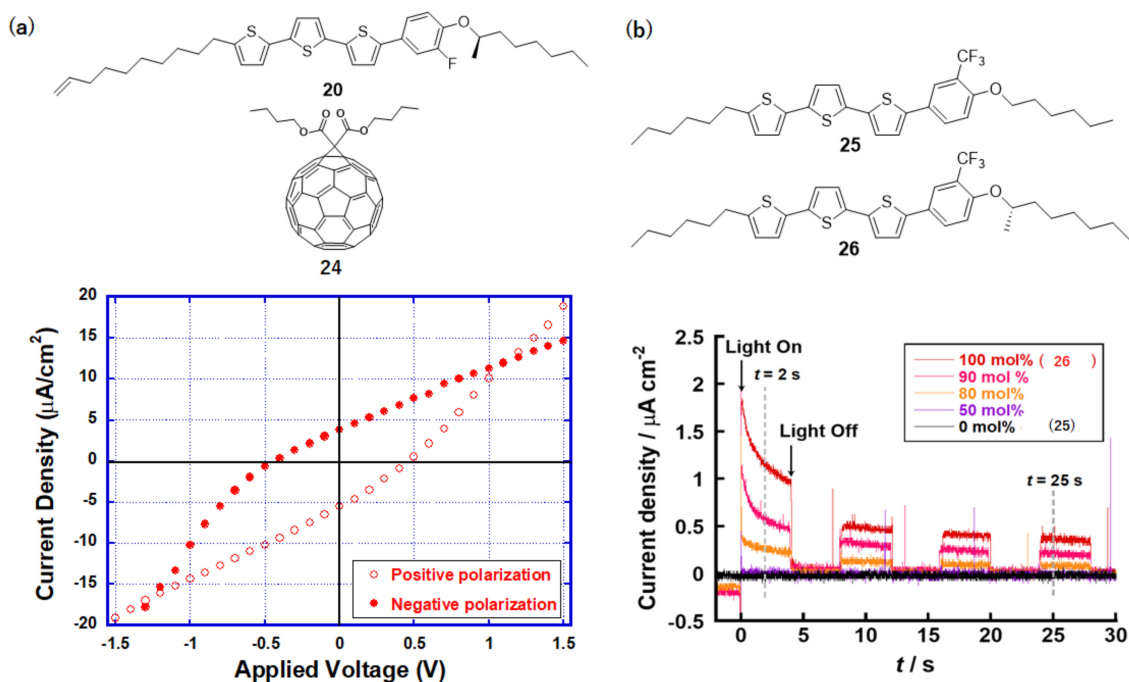 (a)
S
S
S
O
F
20
O
O
O
O
24
20
15
10
5
0
-5
-10
-15
-20
Current Density (μA/cm²)
Positive polarization
Negative polarization
-1.5
-1
-0.5
0
0.5
1
1.5
Applied Voltage (V)
(b)
CF₃
S
S
S
O
25
CF₃
S
S
S
O
26
2.5
2
1.5
1
0.5
0
-0.5
Current density / μA cm⁻²
Light On
t = 2 s
Light Off
100 mol% ( 26 )
90 mol %
80 mol%
50 mol%
0 mol% (25)
t = 25 s
0
5
10
15
20
25
30
t / s